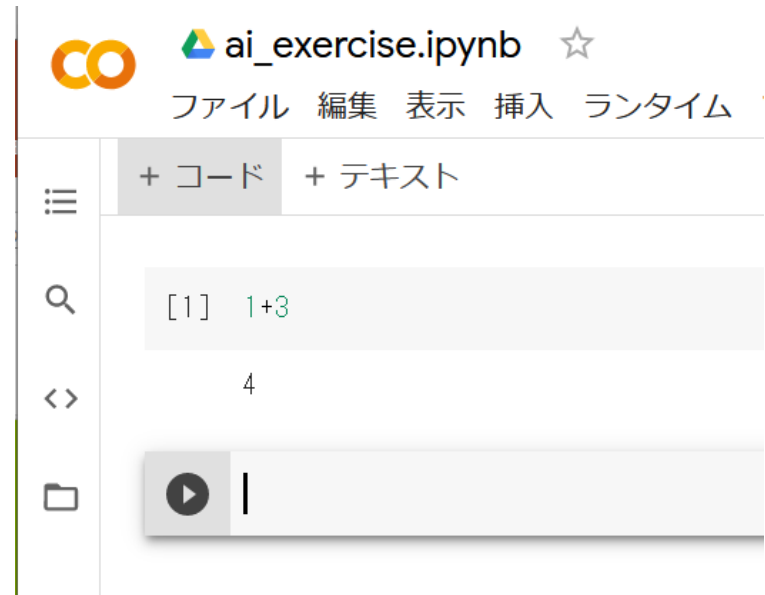 ai_exercise.ipynb
ファイル 編集 表示 挿入 ランタイム
+ コード + テキスト
[1] 1+3
4